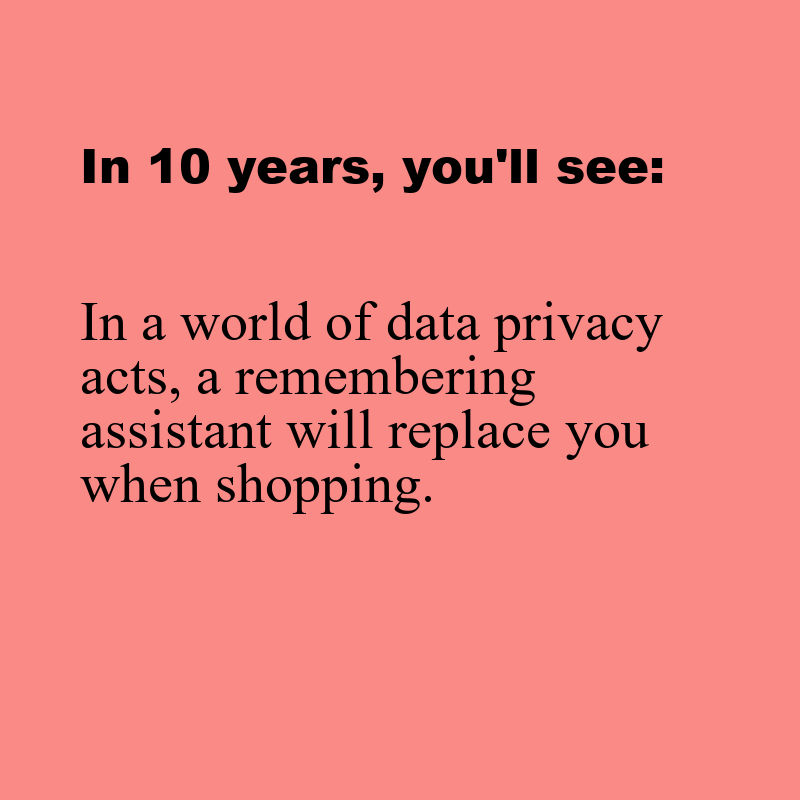 In 10 years, you'll see:
In a world of data privacy
acts, a remembering
assistant will replace you
when shopping.